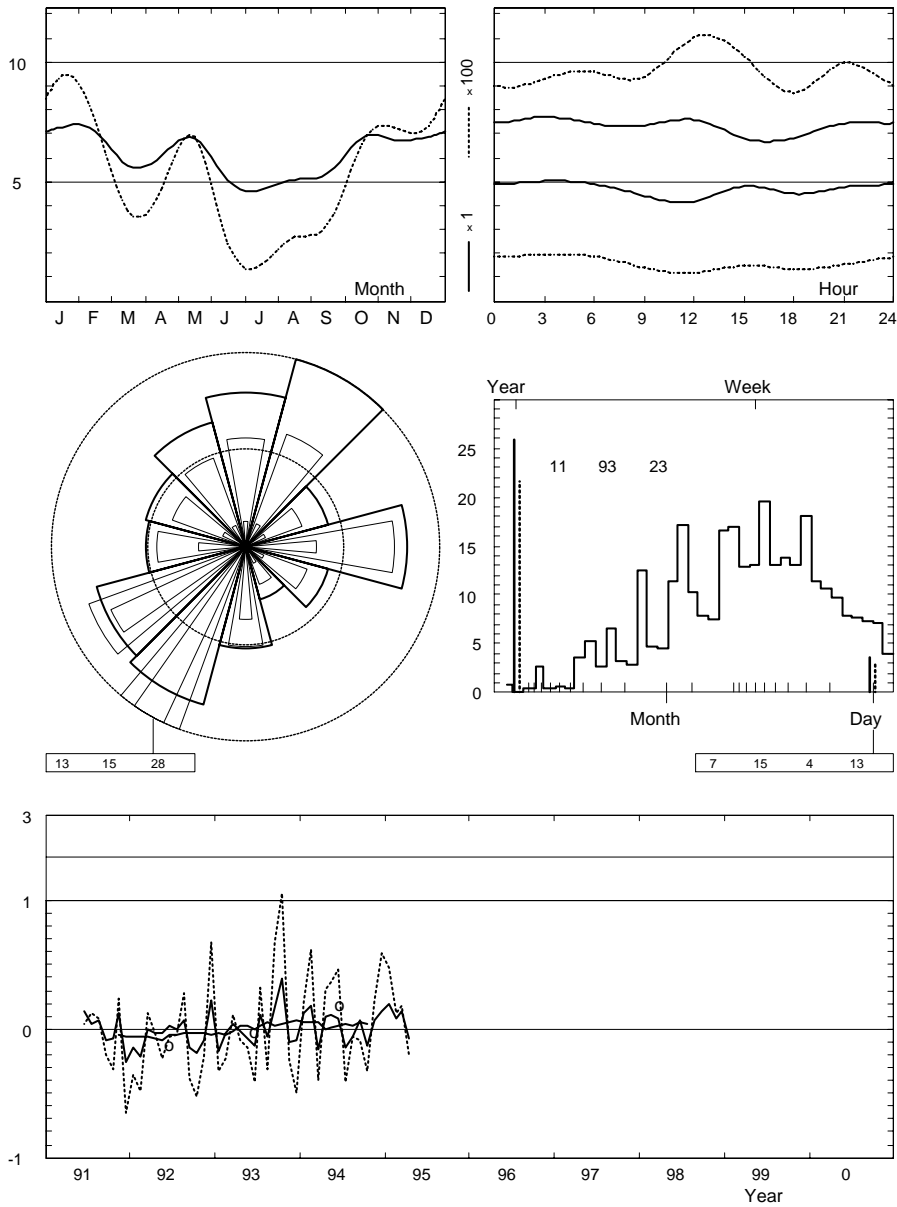 10
5
J F M A M J J A S O N D
Month
x 1
x 100
0 3 6 9 12 15 18 21 24
Hour
Year Week
25
20
15
10
5
0
11 93 23
Month Day
13 15 28
7 15 4 13
3
1
0
-1
91 92 93 94 95 96 97 98 99 0
Year